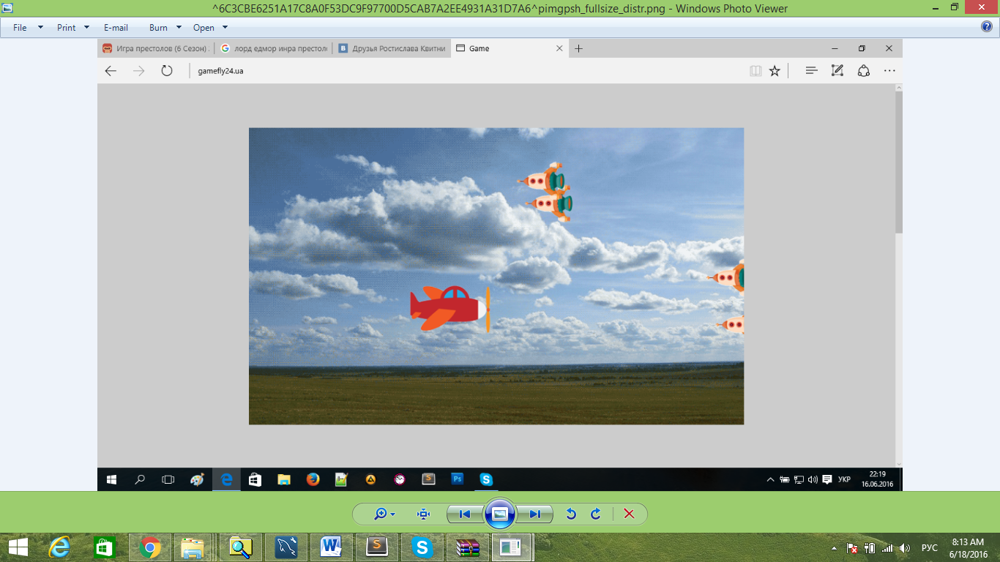 ^6C3CBE6251A17C8A0F53DC9F97700D5CAB7A2EE4931A31D7A6^pimgpsh_fullsize_distr.png - Windows Photo Viewer
File Print E-mail Burn Open
Игра престолов (6 Сезон) лорд едмор инра престол Друзья Ростислава Квитни Game
gamefly24.ua
УКР 22:19
16.06.2016
РУС 8:13 AM
6/18/2016